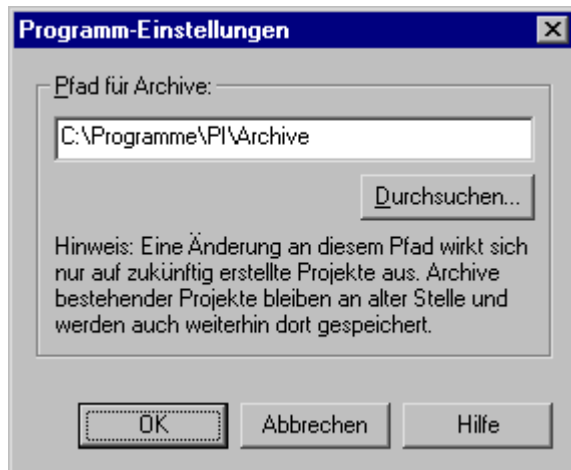 Programm-Einstellungen
Pfad für Archive:
C:\Programme\PI\Archive
Durchsuchen...
Hinweis: Eine Änderung an diesem Pfad wirkt sich
nur auf zukünftig erstellte Projekte aus. Archive
bestehender Projekte bleiben an alter Stelle und
werden auch weiterhin dort gespeichert.
OK
Abbrechen
Hilfe